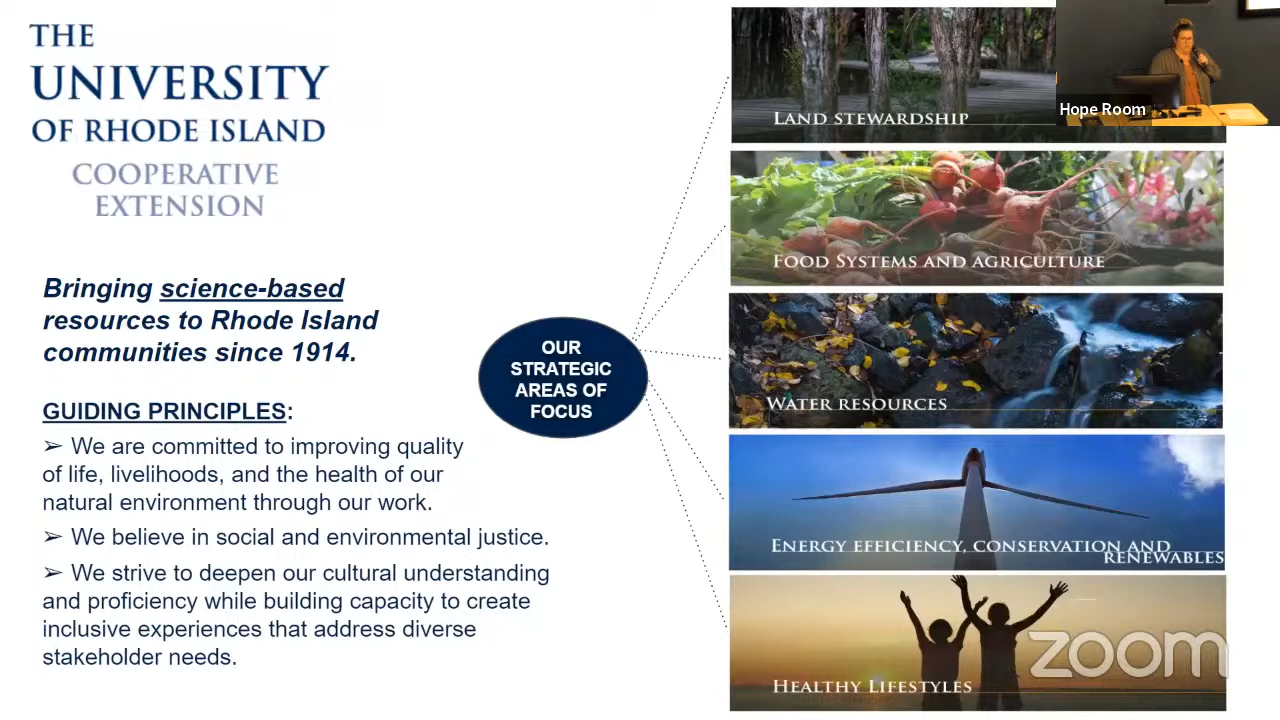 THE
UNIVERSITY
OF RHODE ISLAND
COOPERATIVE
EXTENSION
Bringing science-based
resources to Rhode Island
communities since 1914.
GUIDING PRINCIPLES:
➢ We are committed to improving quality
of life, livelihoods, and the health of our
natural environment through our work.
➢ We believe in social and environmental justice.
➢ We strive to deepen our cultural understanding
and proficiency while building capacity to create
inclusive experiences that address diverse
stakeholder needs.
OUR
STRATEGIC
AREAS OF
FOCUS
LAND STEWARDSHIP
Hope Room
FOOD SYSTEMS AND AGRICULTURE
WATER RESOURCES
ENERGY EFFICIENCY, CONSERVATION AND
RENEWABLES
HEALTHY LIFESTYLES
zoom